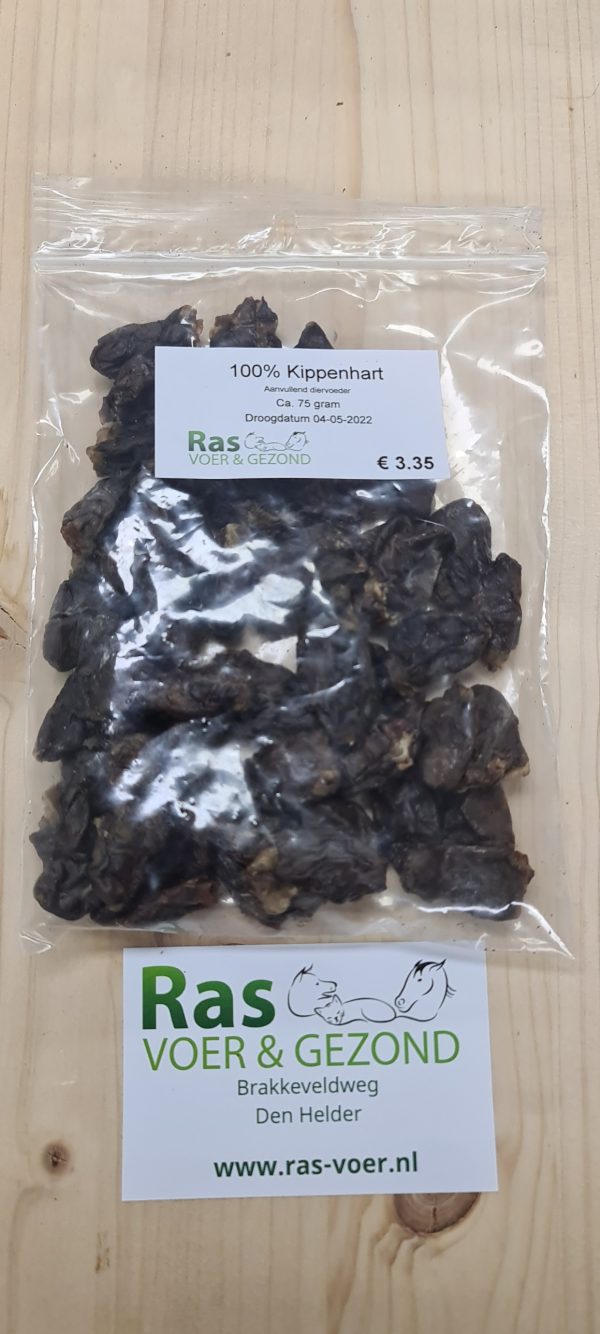 100% Kippenhart
Aanvullend diervoeder
Ca. 75 gram
Droogdatum 04-05-2022
Ras
VOER & GEZOND
€ 3.35
Ras
VOER & GEZOND
Brakkeveldweg
Den Helder
www.ras-voer.nl